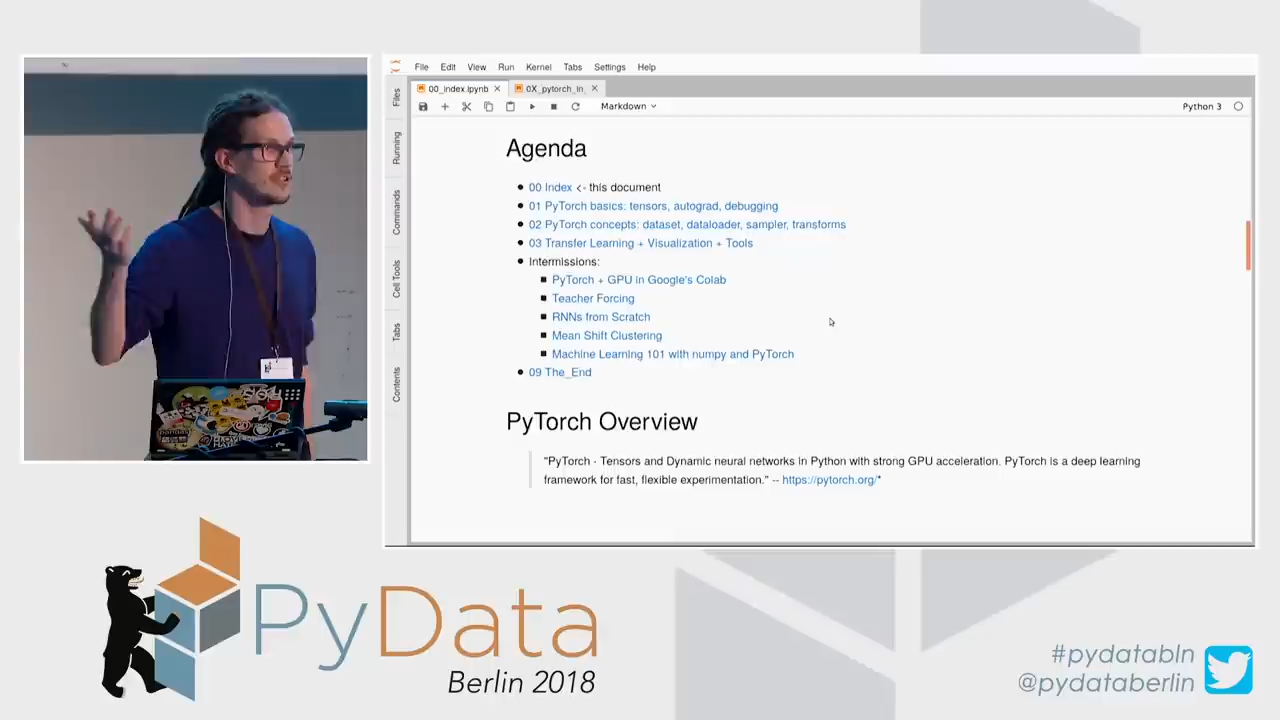 File Edit View Run Kernel Tabs Settings Help
00_index.ipynb × 0X_pytorch_in_ ×
Markdown
Python 3
Files
Running
Commands
Cell Tools
Tabs
Contents
Agenda
00 Index <- this document
01 PyTorch basics: tensors, autograd, debugging
02 PyTorch concepts: dataset, dataloader, sampler, transforms
03 Transfer Learning + Visualization + Tools
Intermissions:
PyTorch + GPU in Google's Colab
Teacher Forcing
RNNs from Scratch
Mean Shift Clustering
Machine Learning 101 with numpy and PyTorch
09 The_End
PyTorch Overview
"PyTorch - Tensors and Dynamic neural networks in Python with strong GPU acceleration. PyTorch is a deep learning
framework for fast, flexible experimentation." -- https://pytorch.org/*
pandas
PyData
Berlin 2018
#pydatabln
@pydataberlin